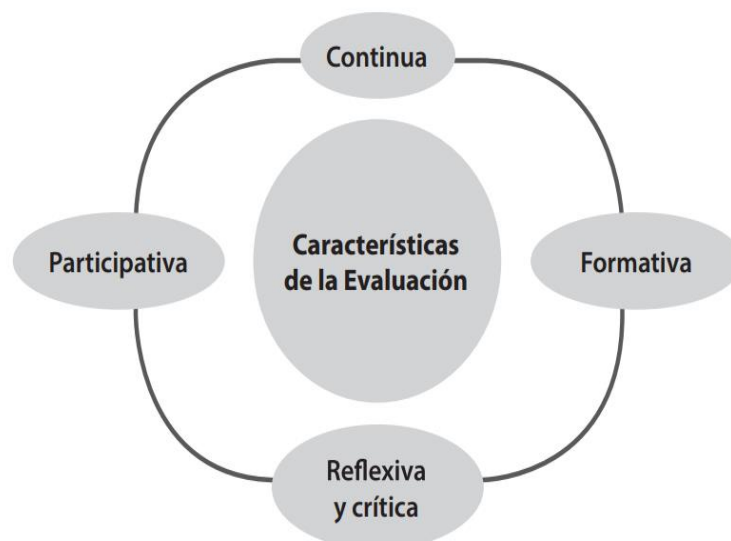 Continua
Participativa
Características
de la Evaluación
Formativa
Reflexiva
y crítica